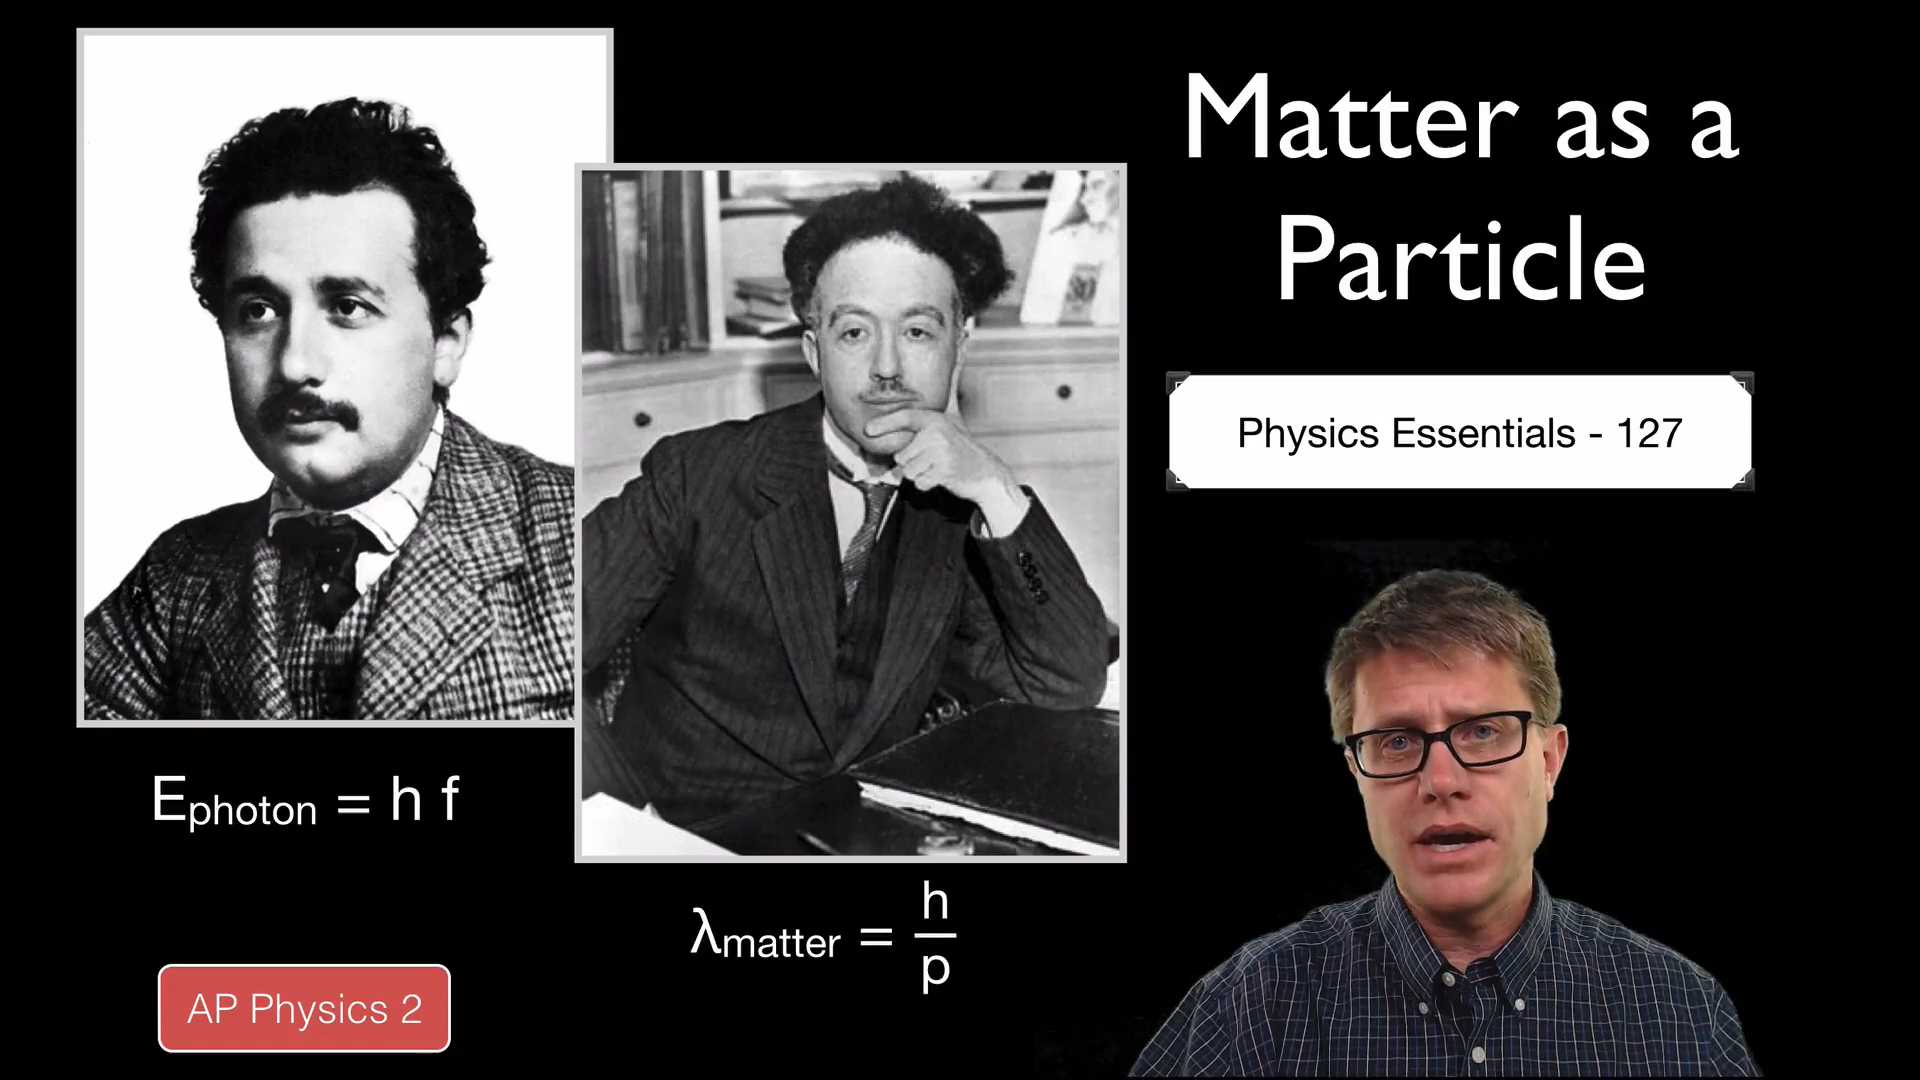 Matter as a
Particle
Physics Essentials - 127
Ephoton = h f
λmatter = h
p
AP Physics 2